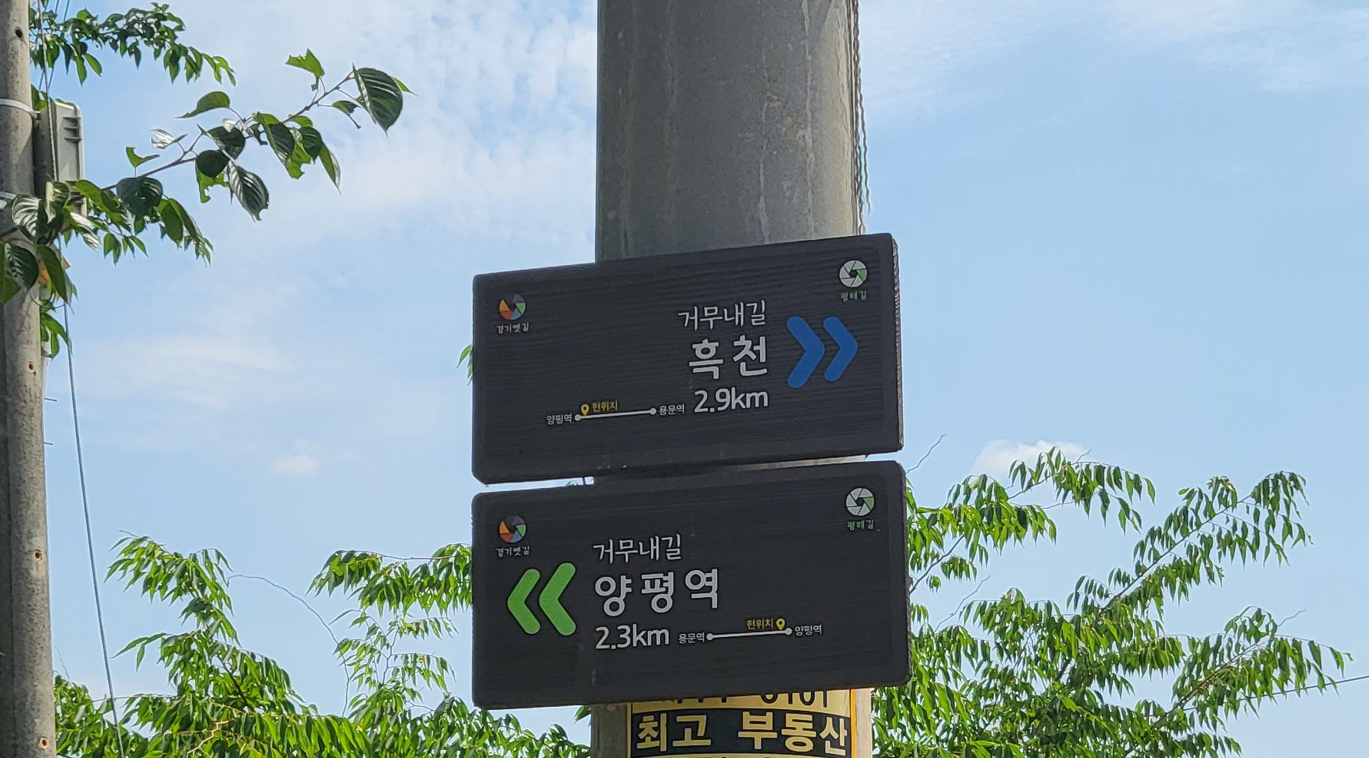 경기옛길
평해길
거무내길
흑천
2.9km
양평역 현위치 용문역
경기옛길
평해길
거무내길
양평역
2.3km
용문역 현위치 양평역
최고 부동산